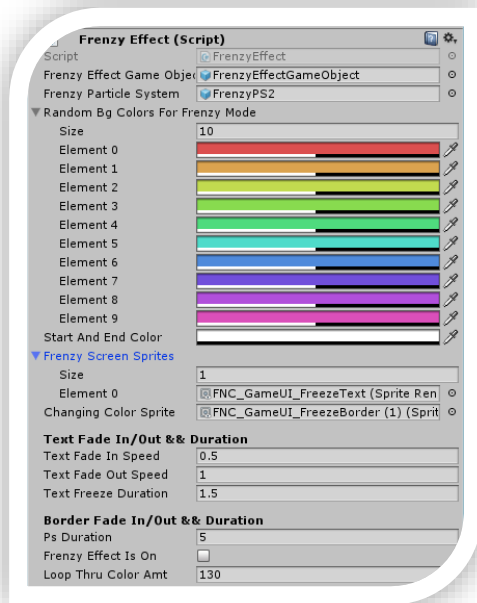 Frenzy Effect (Script)
Script FrenzyEffect
Frenzy Effect Game Objec FrenzyEffectGameObject
Frenzy Particle System FrenzyPS2
Random Bg Colors For Frenzy Mode
Size 10
Element 0
Element 1
Element 2
Element 3
Element 4
Element 5
Element 6
Element 7
Element 8
Element 9
Start And End Color
Frenzy Screen Sprites
Size 1
Element 0 FNC_GameUI_FreezeText (Sprite Ren
Changing Color Sprite FNC_GameUI_FreezeBorder (1) (Sprit
Text Fade In/Out && Duration
Text Fade In Speed 0.5
Text Fade Out Speed 1
Text Freeze Duration 1.5
Border Fade In/Out && Duration
Ps Duration 5
Frenzy Effect Is On
Loop Thru Color Amt 130